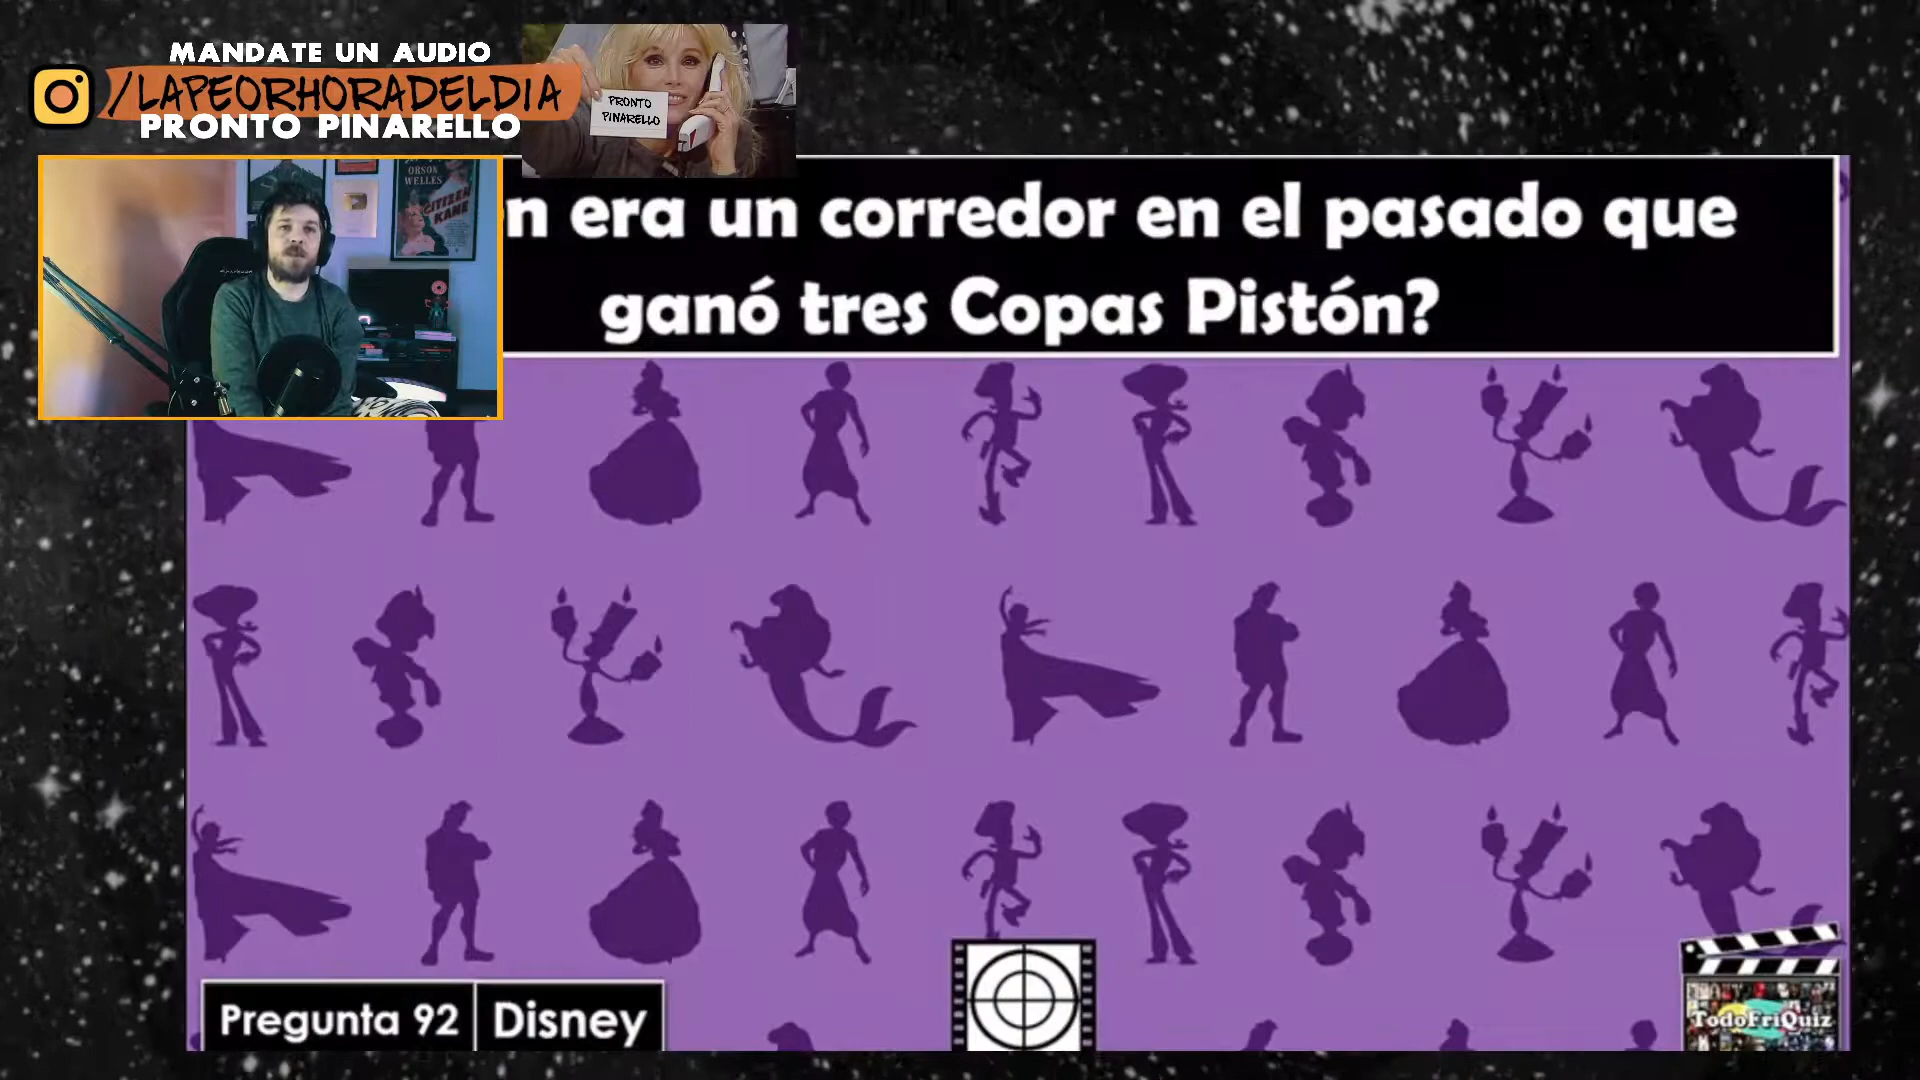 MANDATE UN AUDIO
/LAPEORHORADELDIA
PRONTO PINARELLO
PRONTO
PINARELLO
ORSON
WELLES
CITIZEN
KANE
n era un corredor en el pasado que
ganó tres Copas Pistón?
Pregunta 92
Disney
TodoFriQuiz